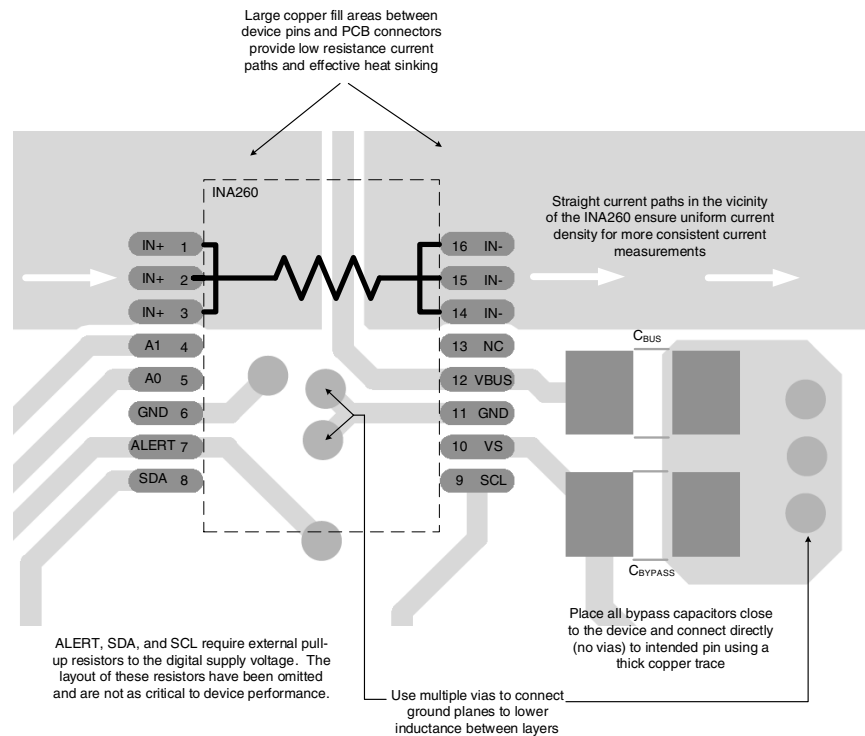 Large copper fill areas between
device pins and PCB connectors
provide low resistance current
paths and effective heat sinking
INA260
Straight current paths in the vicinity
of the INA260 ensure uniform current
density for more consistent current
measurements
IN+ 1
IN+ 2
IN+ 3
A1 4
A0 5
GND 6
ALERT 7
SDA 8
16 IN-
15 IN-
14 IN-
13 NC
12 VBUS
11 GND
10 VS
9 SCL
CBUS
CBYPASS
Place all bypass capacitors close
to the device and connect directly
(no vias) to intended pin using a
thick copper trace
ALERT, SDA, and SCL require external pull-
up resistors to the digital supply voltage. The
layout of these resistors have been omitted
and are not as critical to device performance.
Use multiple vias to connect
ground planes to lower
inductance between layers